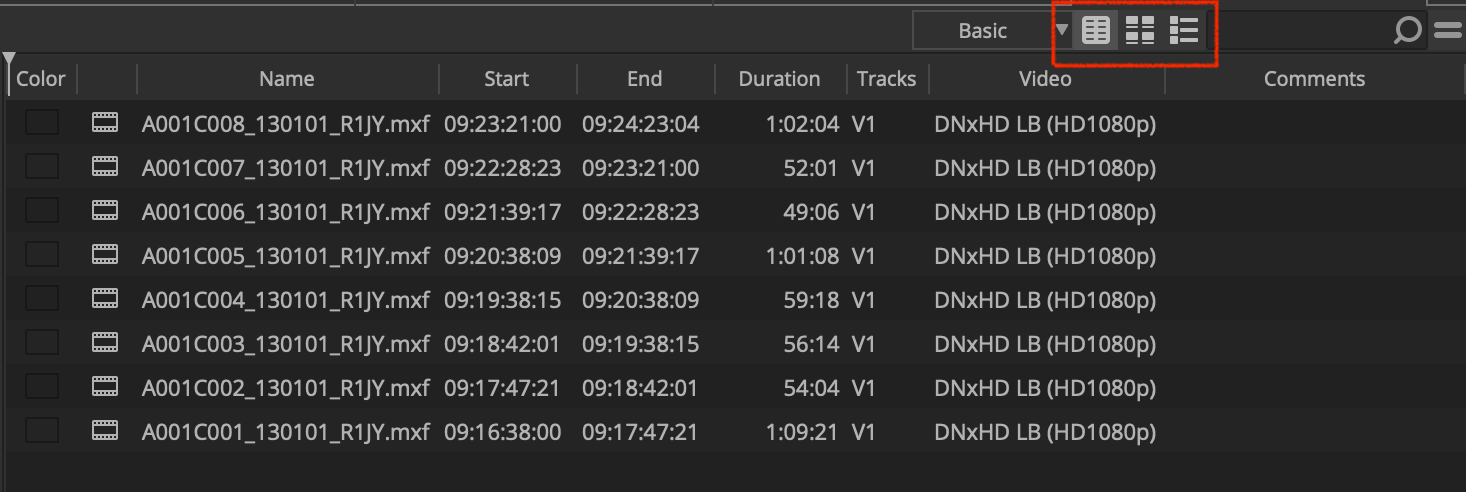 Basic
Color Name Start End Duration Tracks Video Comments
A001C008_130101_R1JY.mxf 09:23:21:00 09:24:23:04 1:02:04 V1 DNxHD LB (HD1080p)
A001C007_130101_R1JY.mxf 09:22:28:23 09:23:21:00 52:01 V1 DNxHD LB (HD1080p)
A001C006_130101_R1JY.mxf 09:21:39:17 09:22:28:23 49:06 V1 DNxHD LB (HD1080p)
A001C005_130101_R1JY.mxf 09:20:38:09 09:21:39:17 1:01:08 V1 DNxHD LB (HD1080p)
A001C004_130101_R1JY.mxf 09:19:38:15 09:20:38:09 59:18 V1 DNxHD LB (HD1080p)
A001C003_130101_R1JY.mxf 09:18:42:01 09:19:38:15 56:14 V1 DNxHD LB (HD1080p)
A001C002_130101_R1JY.mxf 09:17:47:21 09:18:42:01 54:04 V1 DNxHD LB (HD1080p)
A001C001_130101_R1JY.mxf 09:16:38:00 09:17:47:21 1:09:21 V1 DNxHD LB (HD1080p)